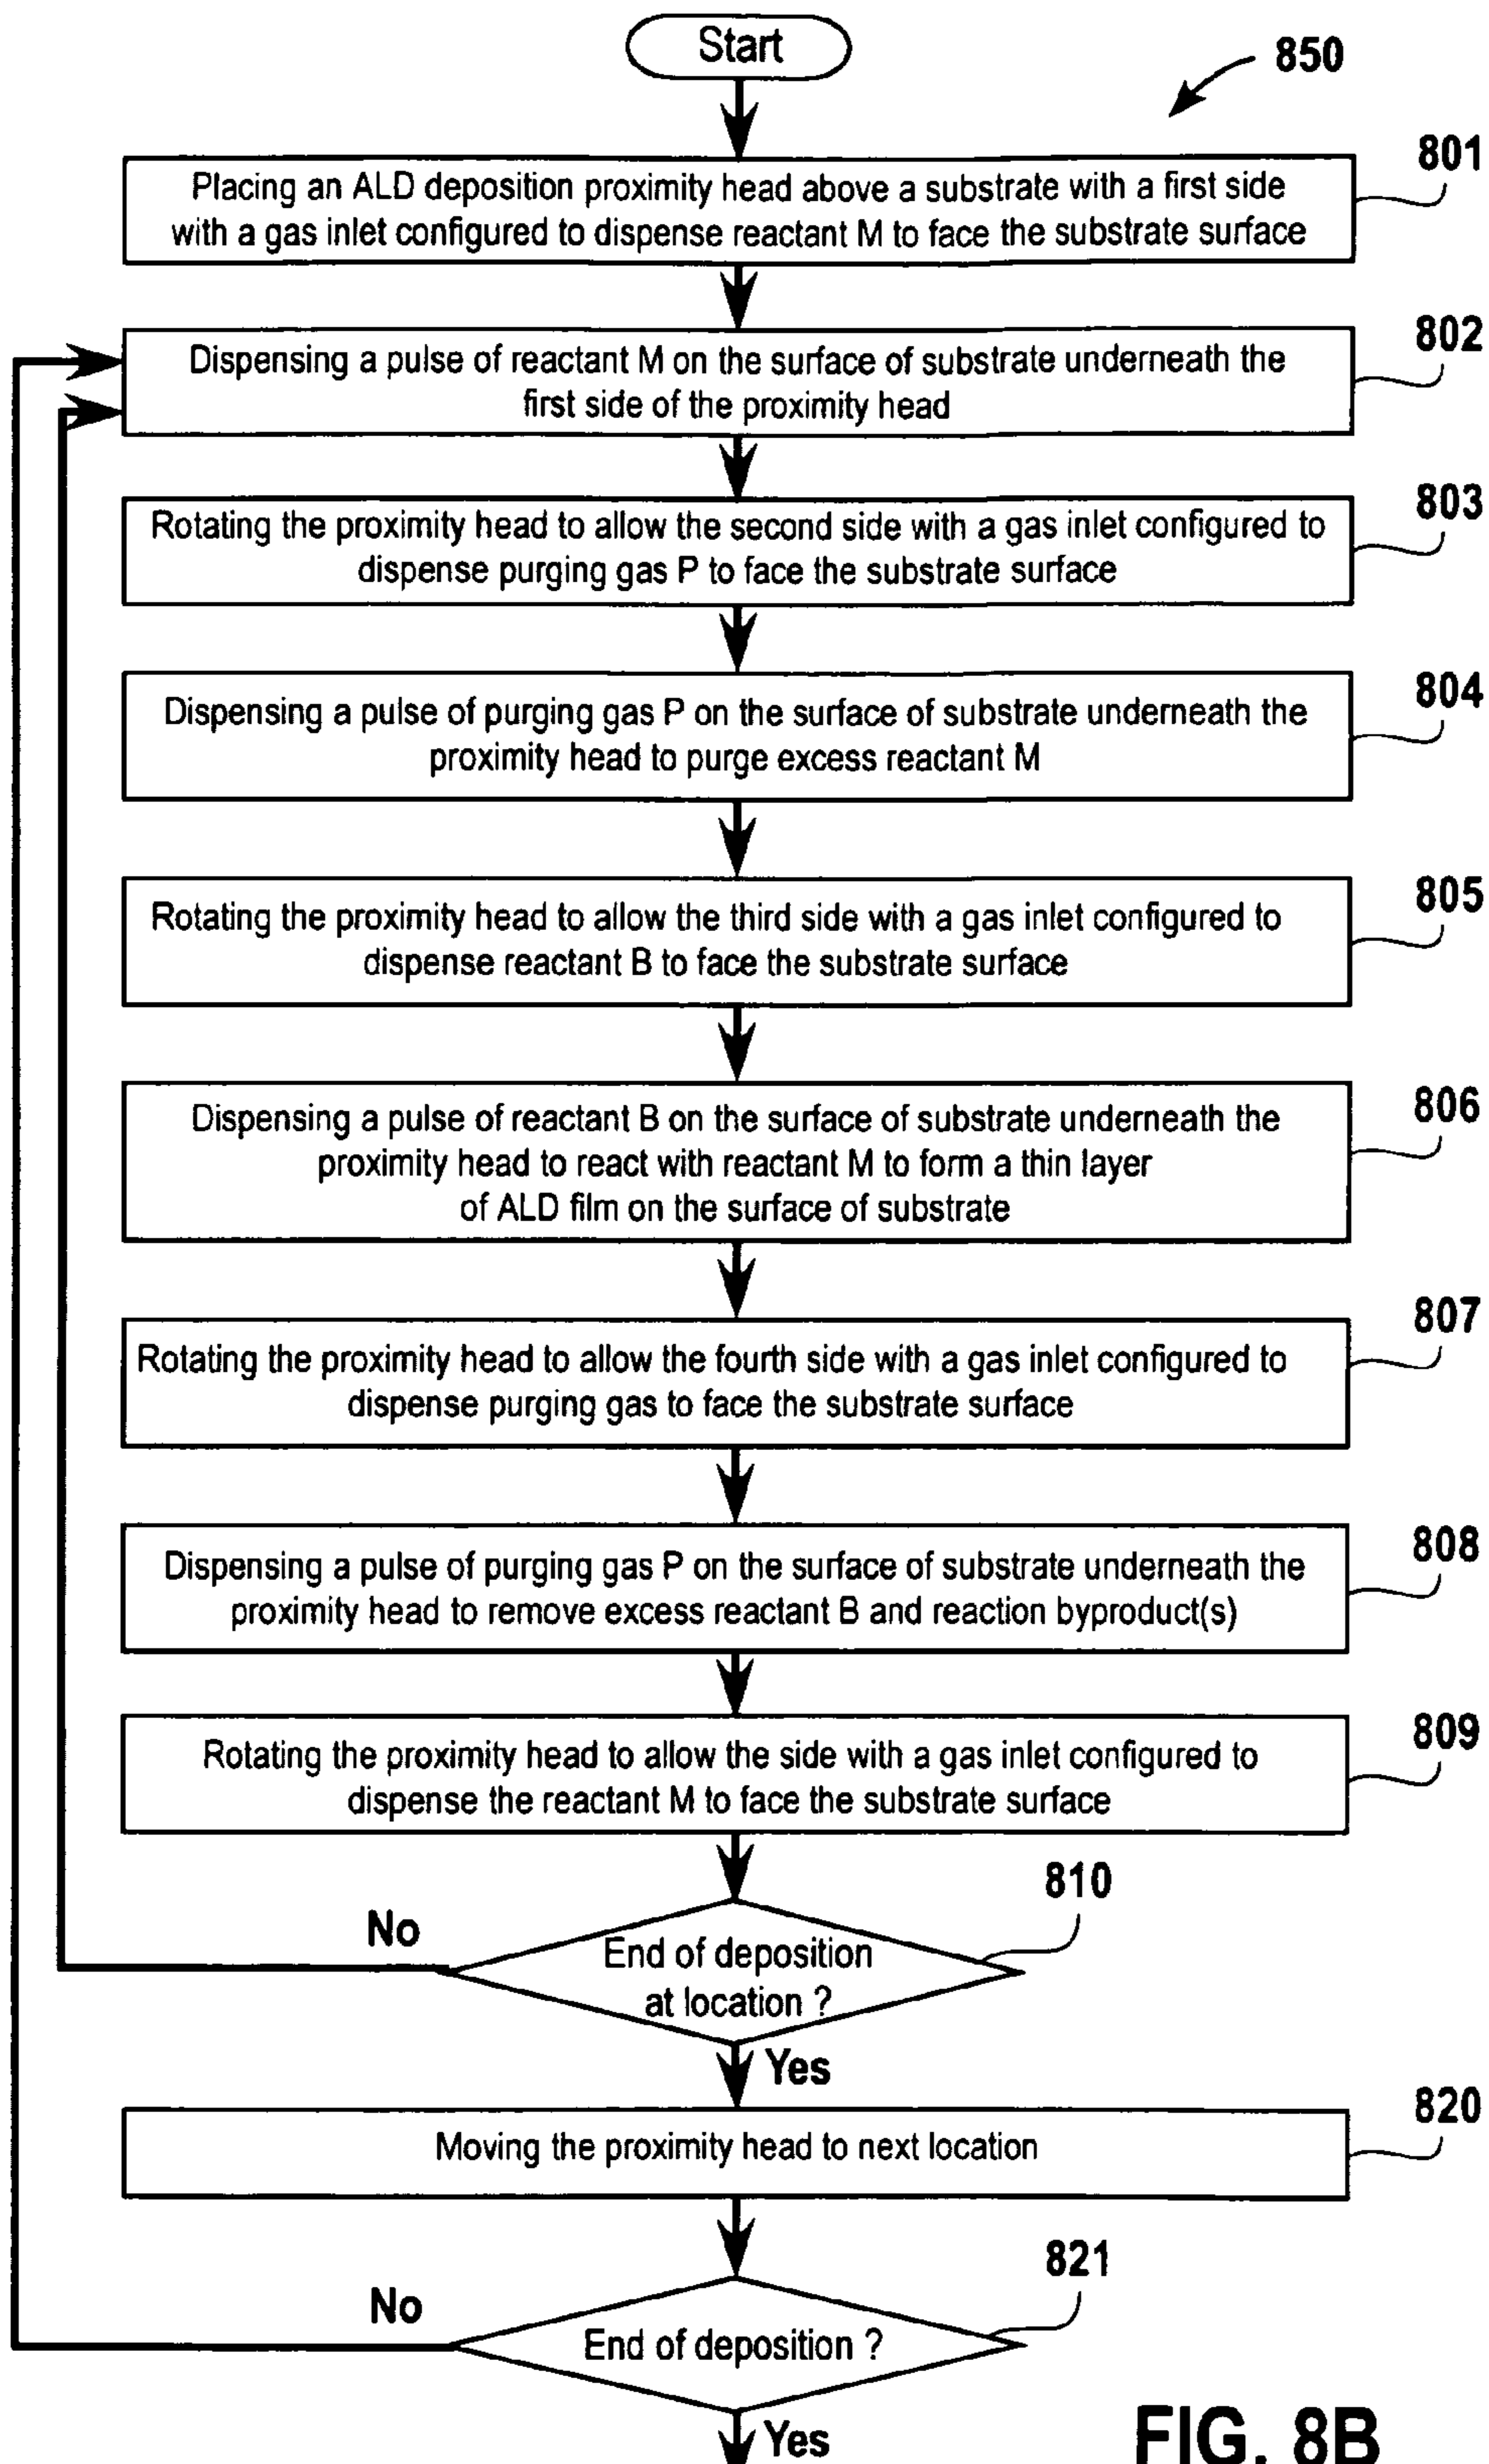 Start
850
801
Placing an ALD deposition proximity head above a substrate with a first side
with a gas inlet configured to dispense reactant M to face the substrate surface
802
Dispensing a pulse of reactant M on the surface of substrate underneath the
first side of the proximity head
803
Rotating the proximity head to allow the second side with a gas inlet configured to
dispense purging gas P to face the substrate surface
804
Dispensing a pulse of purging gas P on the surface of substrate underneath the
proximity head to purge excess reactant M
805
Rotating the proximity head to allow the third side with a gas inlet configured to
dispense reactant B to face the substrate surface
806
Dispensing a pulse of reactant B on the surface of substrate underneath the
proximity head to react with reactant M to form a thin layer
of ALD film on the surface of substrate
807
Rotating the proximity head to allow the fourth side with a gas inlet configured to
dispense purging gas to face the substrate surface
808
Dispensing a pulse of purging gas P on the surface of substrate underneath the
proximity head to remove excess reactant B and reaction byproduct(s)
809
Rotating the proximity head to allow the side with a gas inlet configured to
dispense the reactant M to face the substrate surface
810
No
End of deposition
at location ?
Yes
820
Moving the proximity head to next location
821
No
End of deposition ?
Yes
FIG. 8B